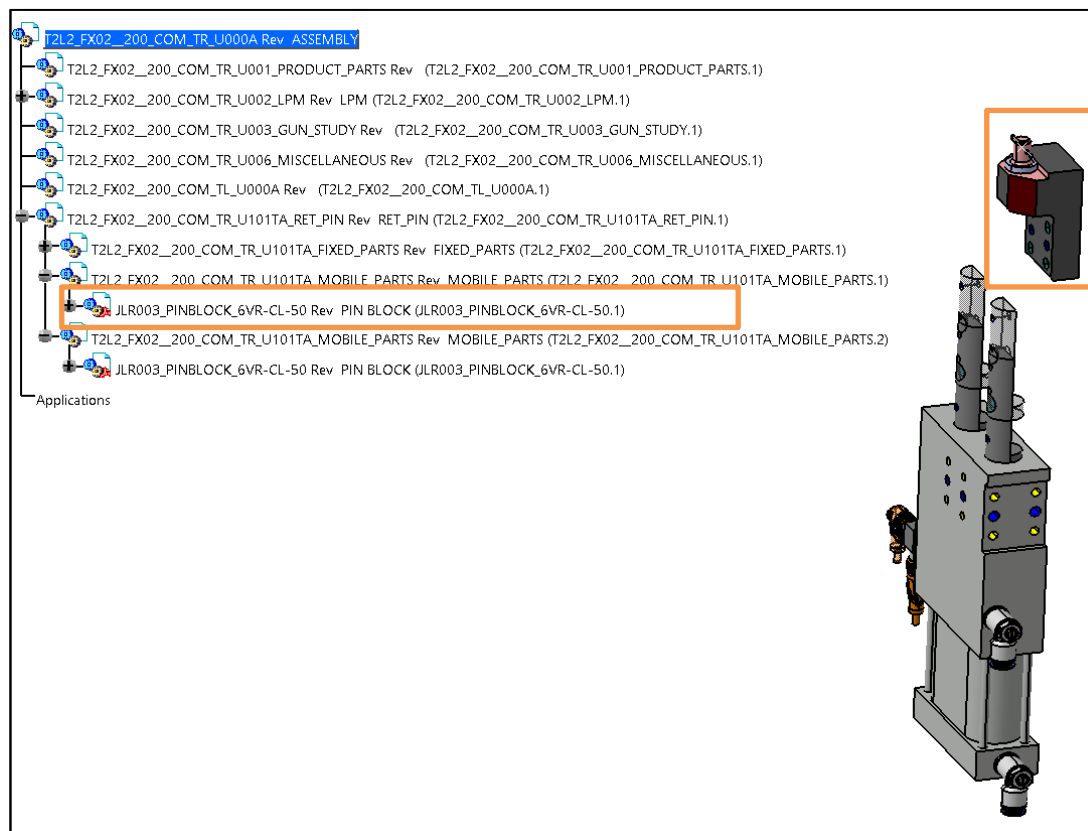 T2L2_FX02__200_COM_TR_U000A Rev ASSEMBLY
T2L2_FX02__200_COM_TR_U001_PRODUCT_PARTS Rev (T2L2_FX02__200_COM_TR_U001_PRODUCT_PARTS.1)
T2L2_FX02__200_COM_TR_U002_LPM Rev LPM (T2L2_FX02__200_COM_TR_U002_LPM.1)
T2L2_FX02__200_COM_TR_U003_GUN_STUDY Rev (T2L2_FX02__200_COM_TR_U003_GUN_STUDY.1)
T2L2_FX02__200_COM_TR_U006_MISCELLANEOUS Rev (T2L2_FX02__200_COM_TR_U006_MISCELLANEOUS.1)
T2L2_FX02__200_COM_TL_U000A Rev (T2L2_FX02__200_COM_TL_U000A.1)
T2L2_FX02__200_COM_TR_U101TA_RET_PIN Rev RET_PIN (T2L2_FX02__200_COM_TR_U101TA_RET_PIN.1)
T2L2_FX02__200_COM_TR_U101TA_FIXED_PARTS Rev FIXED_PARTS (T2L2_FX02__200_COM_TR_U101TA_FIXED_PARTS.1)
T2L2_FX02__200_COM_TR_U101TA_MOBILE_PARTS Rev MOBILE_PARTS (T2L2_FX02__200_COM_TR_U101TA_MOBILE_PARTS.1)
JLR003_PINBLOCK_6VR-CL-50 Rev PIN BLOCK (JLR003_PINBLOCK_6VR-CL-50.1)
T2L2_FX02__200_COM_TR_U101TA_MOBILE_PARTS Rev MOBILE_PARTS (T2L2_FX02__200_COM_TR_U101TA_MOBILE_PARTS.2)
JLR003_PINBLOCK_6VR-CL-50 Rev PIN BLOCK (JLR003_PINBLOCK_6VR-CL-50.1)
Applications